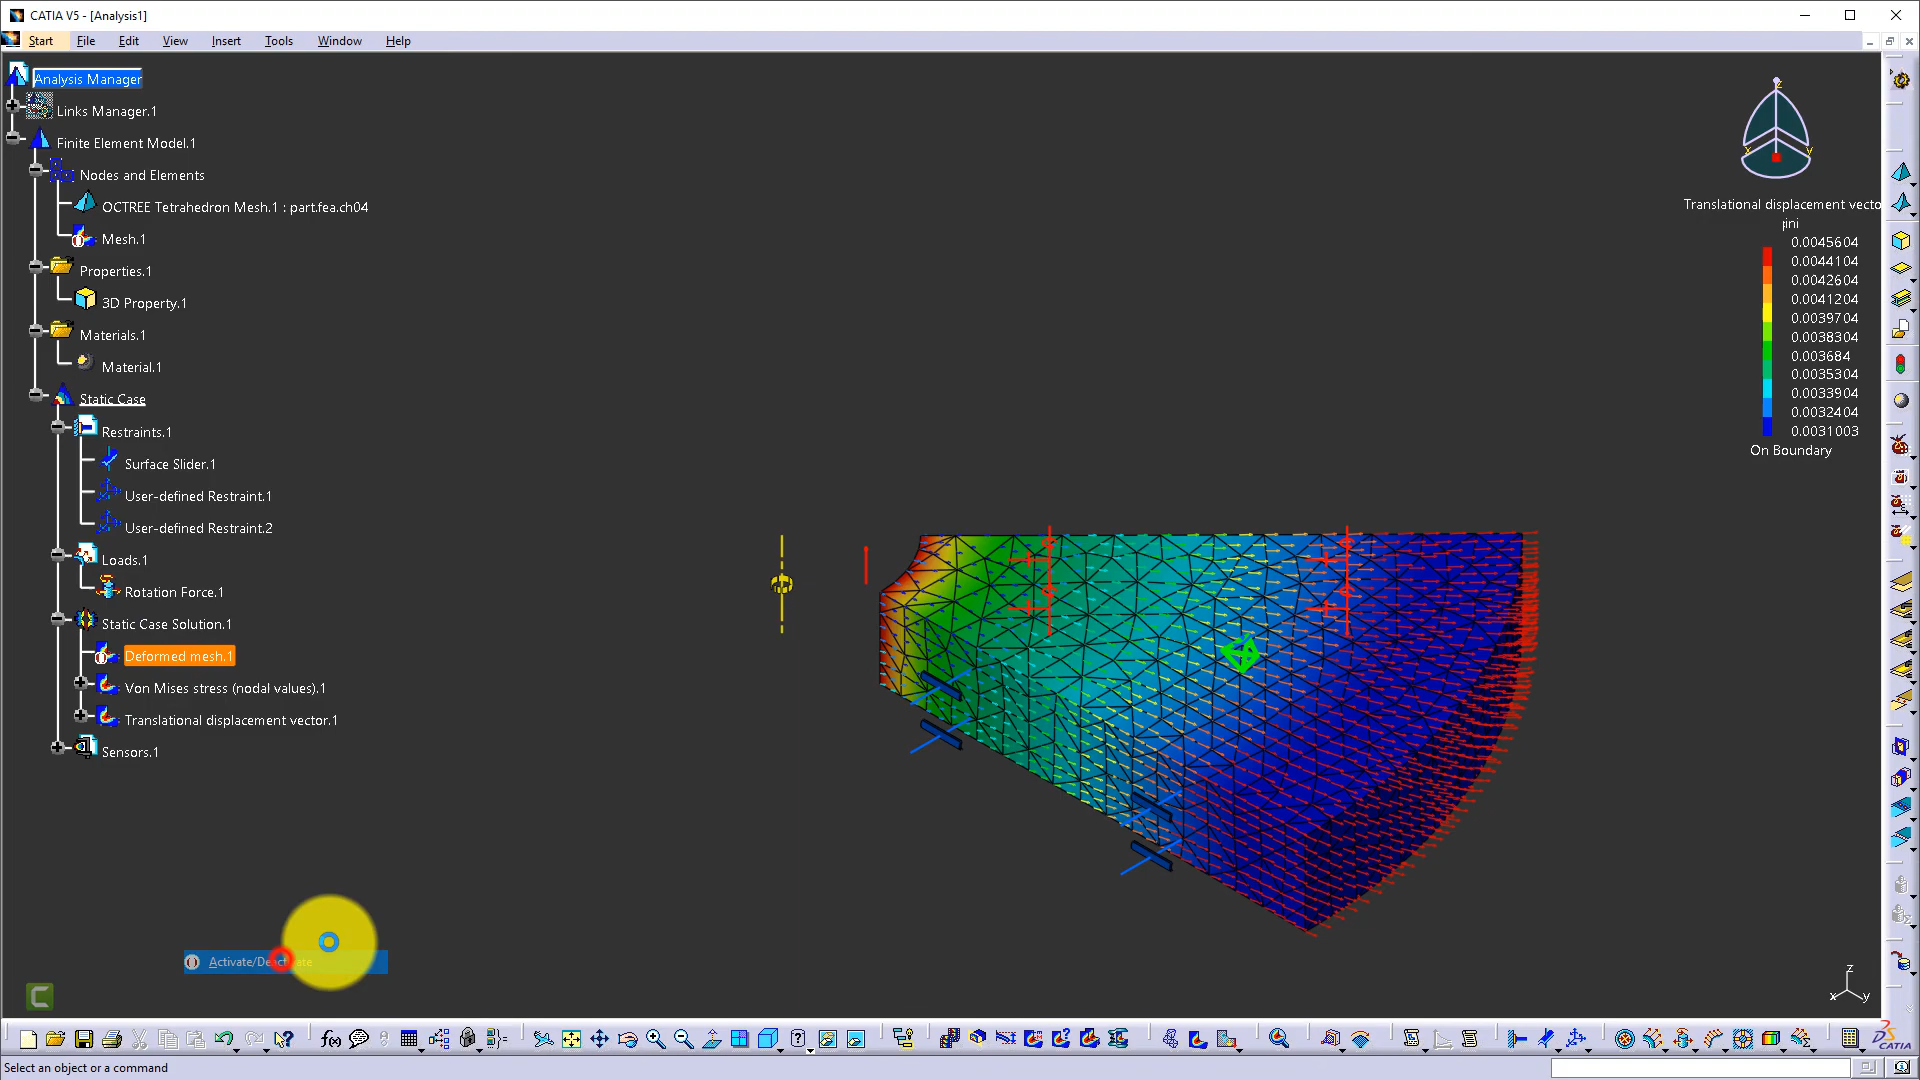 CATIA V5 - [Analysis1]
Start File Edit View Insert Tools Window Help
Analysis Manager
Links Manager.1
Finite Element Model.1
Nodes and Elements
OCTREE Tetrahedron Mesh.1 : part.fea.ch04
Mesh.1
Properties.1
3D Property.1
Materials.1
Material.1
Static Case
Restraints.1
Surface Slider.1
User-defined Restraint.1
User-defined Restraint.2
Loads.1
Rotation Force.1
Static Case Solution.1
Deformed mesh.1
Von Mises stress (nodal values).1
Translational displacement vector.1
Sensors.1
z
x y
Translational displacement vecto
0.0045604
0.0044104
0.0042604
0.0041204
0.0039704
0.0038304
0.003684
0.0035304
0.0033904
0.0032404
0.0031003
On Boundary
Activate/Deactivate
z
x y
f(x)
CATIA
Select an object or a command